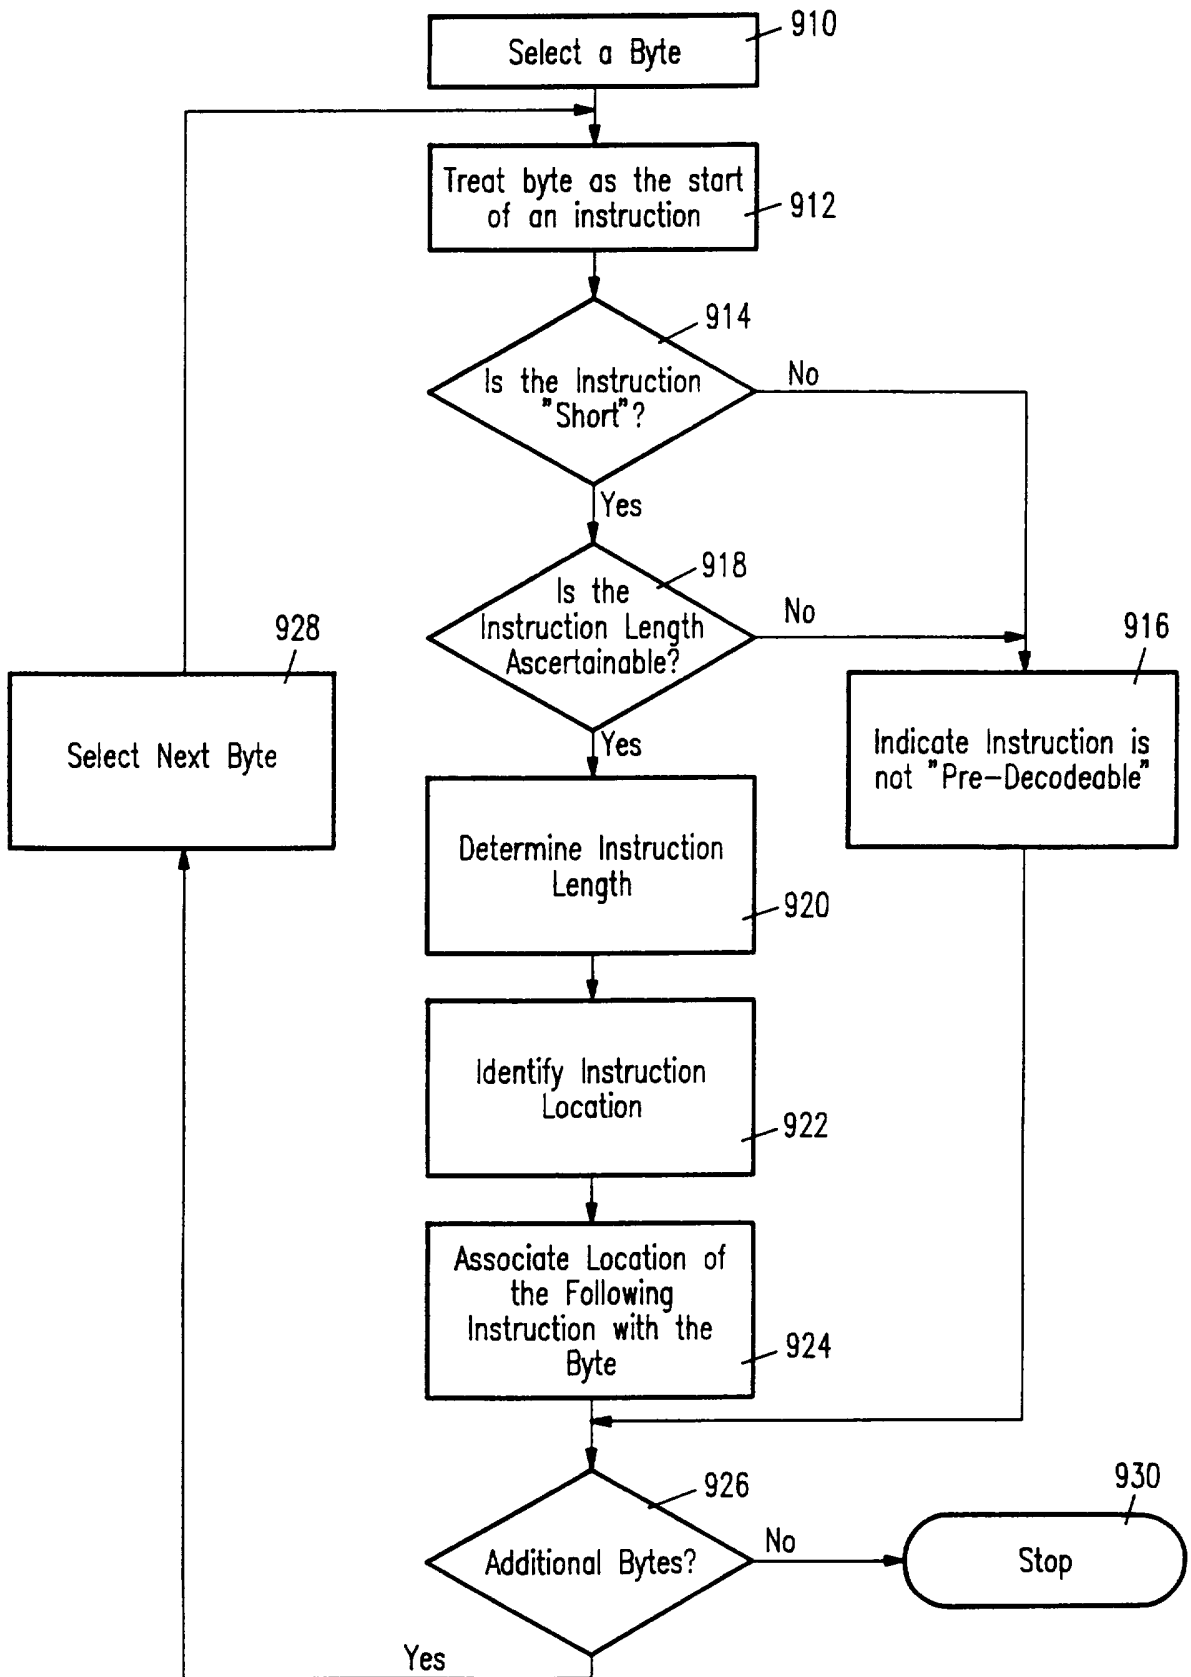 910
Select a Byte
Treat byte as the start
of an instruction
912
914
Is the Instruction
"Short"?
No
Yes
918
Is the
Instruction Length
Ascertainable?
No
928
Select Next Byte
916
Indicate Instruction is
not "Pre-Decodeable"
Yes
Determine Instruction
Length
920
Identify Instruction
Location
922
Associate Location of
the Following
Instruction with the
Byte
924
926
Additional Bytes?
No
930
Stop
Yes